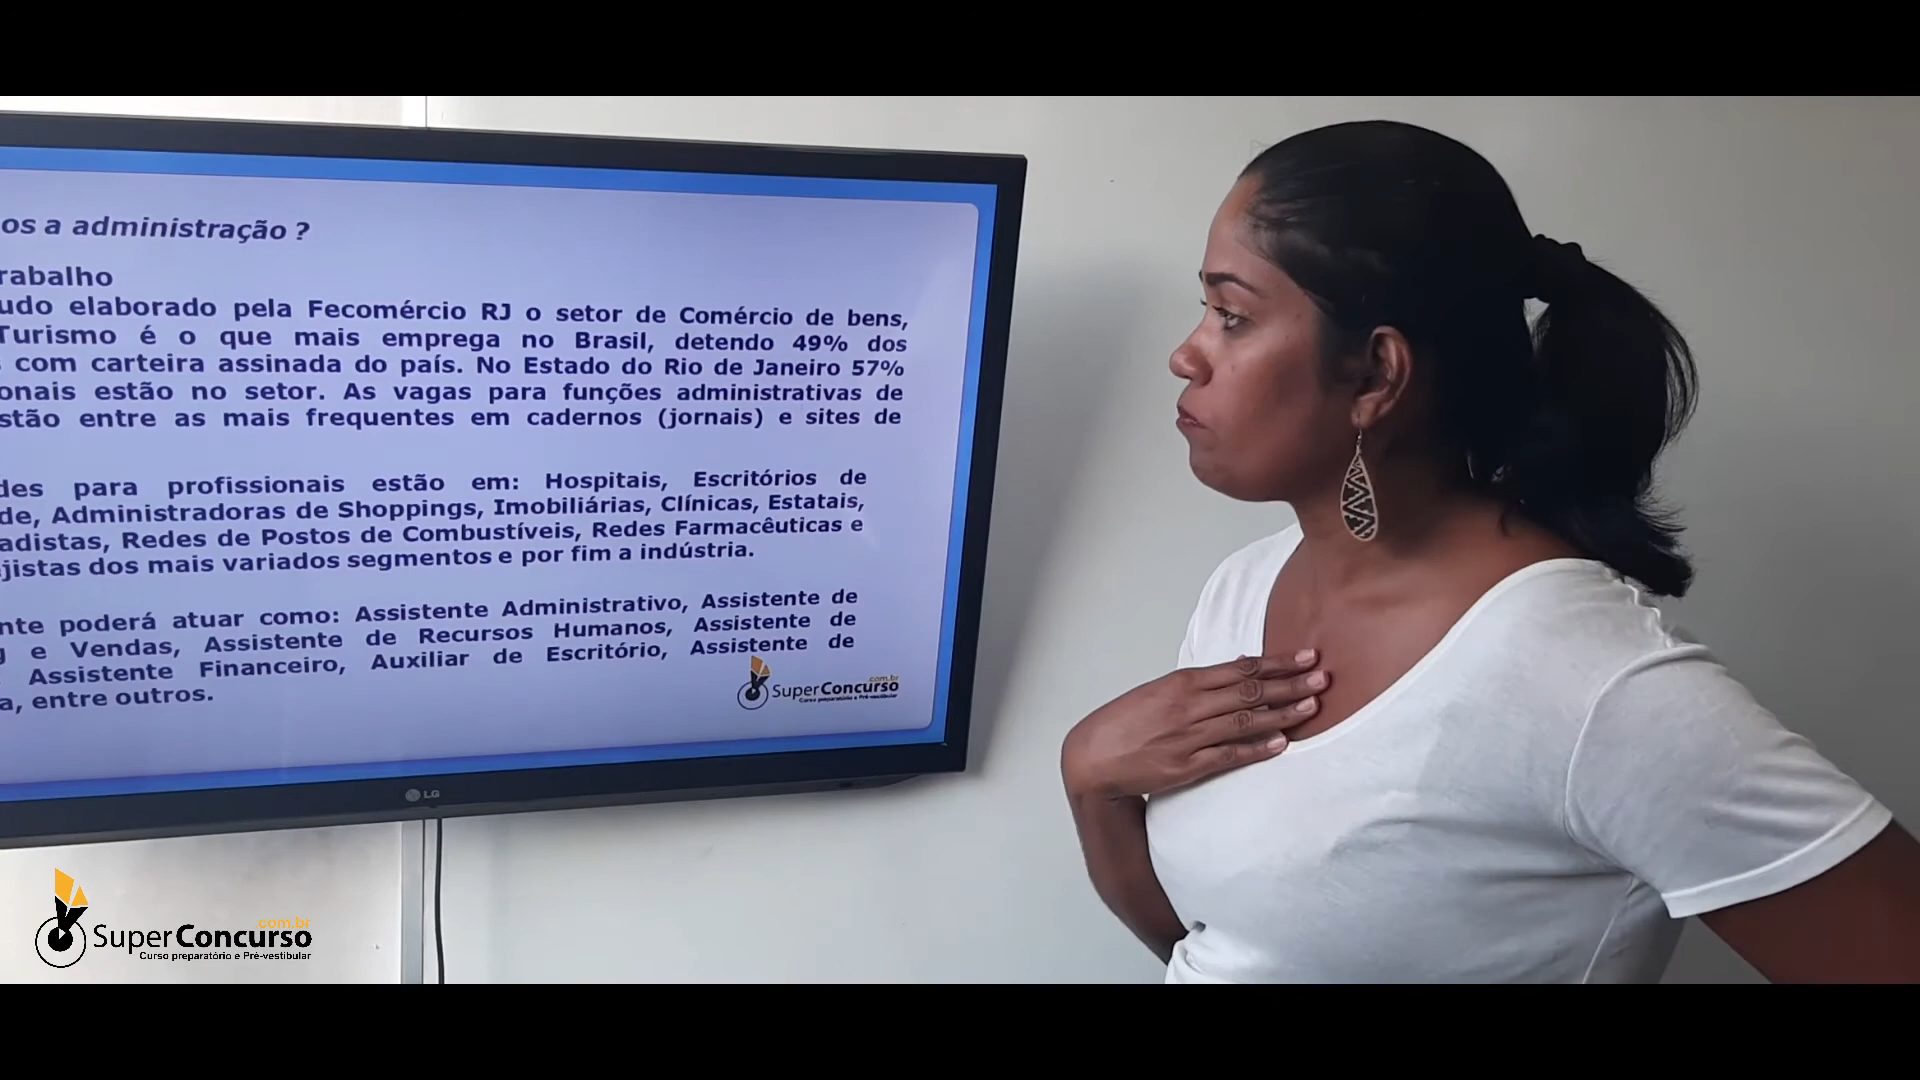 os a administração ?
rabalho
udo elaborado pela Fecomércio RJ o setor de Comércio de bens,
Turismo é o que mais emprega no Brasil, detendo 49% dos
com carteira assinada do país. No Estado do Rio de Janeiro 57%
onais estão no setor. As vagas para funções administrativas de
stão entre as mais frequentes em cadernos (jornais) e sites de
des para profissionais estão em: Hospitais, Escritórios de
de, Administradoras de Shoppings, Imobiliárias, Clínicas, Estatais,
adistas, Redes de Postos de Combustíveis, Redes Farmacêuticas e
jistas dos mais variados segmentos e por fim a indústria.
nte poderá atuar como: Assistente Administrativo, Assistente de
g e Vendas, Assistente de Recursos Humanos, Assistente de
Assistente Financeiro, Auxiliar de Escritório, Assistente de
a, entre outros.
com.br
SuperConcurso
Curso preparatório e Pré-vestibular
LG
com.br
SuperConcurso
Curso preparatório e Pré-vestibular